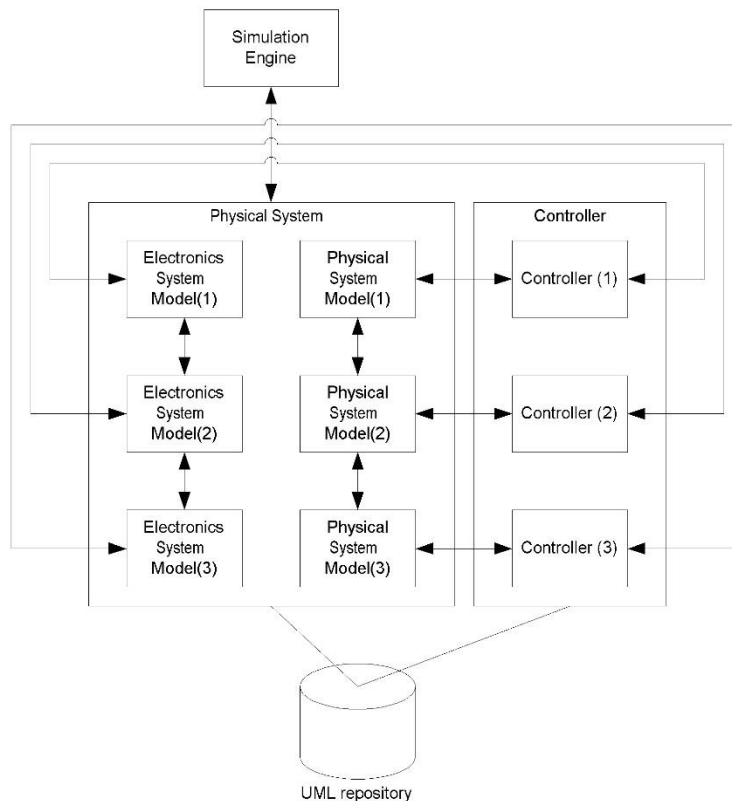 Simulation
Engine
Physical System
Controller
Electronics
System
Model(1)
Physical
System
Model(1)
Controller (1)
Electronics
System
Model(2)
Physical
System
Model(2)
Controller (2)
Electronics
System
Model(3)
Physical
System
Model(3)
Controller (3)
UML repository